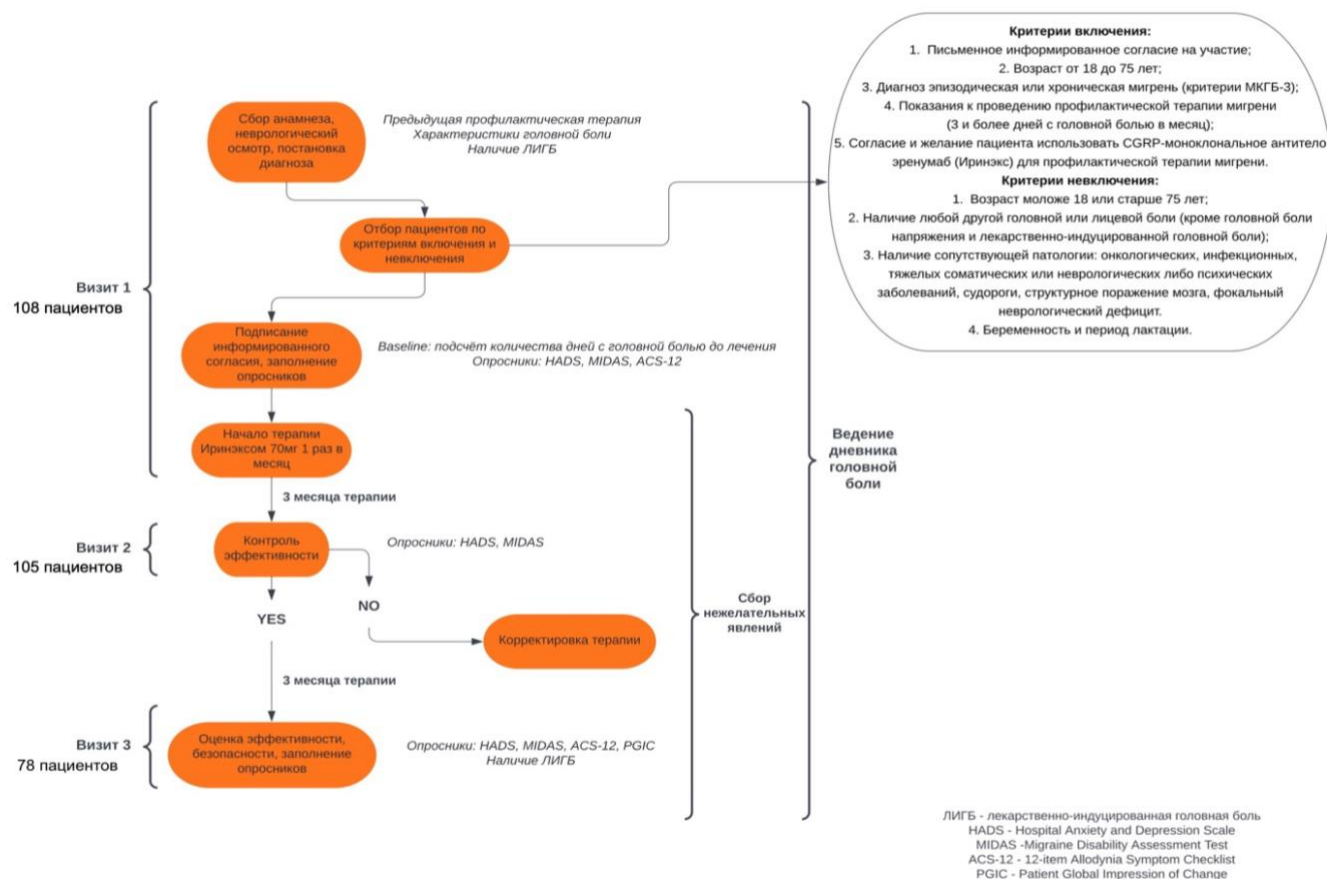 Критерии включения:
1. Письменное информированное согласие на участие;
2. Возраст от 18 до 75 лет;
3. Диагноз эпизодическая или хроническая мигрень (критерии МКГБ-3);
4. Показания к проведению профилактической терапии мигрени
(3 и более дней с головной болью в месяц);
5. Согласие и желание пациента использовать CGRP-моноклональное антитело
эренумаб (Иринэкс) для профилактической терапии мигрени.
Критерии невключения:
1. Возраст моложе 18 или старше 75 лет;
2. Наличие любой другой головной или лицевой боли (кроме головной боли
напряжения и лекарственно-индуцированной головной боли);
3. Наличие сопутствующей патологии: онкологических, инфекционных,
тяжелых соматических или неврологических либо психических
заболеваний, судороги, структурное поражение мозга, фокальный
неврологический дефицит.
4. Беременность и период лактации.
Сбор анамнеза,
неврологический
осмотр, постановка
диагноза
Предыдущая профилактическая терапия
Характеристики головной боли
Наличие ЛИГБ
Отбор пациентов по
критериям включения и
невключения
Визит 1
108 пациентов
Подписание
информированного
согласия, заполнение
опросников
Baseline: подсчёт количества дней с головной болью до лечения
Опросники: HADS, MIDAS, ACS-12
Начало терапии
Иринэксом 70мг 1 раз в
месяц
Ведение
дневника
головной
боли
3 месяца терапии
Визит 2
105 пациентов
Контроль
эффективности
Опросники: HADS, MIDAS
YES
NO
Сбор
нежелательных
явлений
Корректировка терапии
3 месяца терапии
Визит 3
78 пациентов
Оценка эффективности,
безопасности, заполнение
опросников
Опросники: HADS, MIDAS, ACS-12, PGIC
Наличие ЛИГБ
ЛИГБ - лекарственно-индуцированная головная боль
HADS - Hospital Anxiety and Depression Scale
MIDAS -Migraine Disability Assessment Test
ACS-12 - 12-item Allodynia Symptom Checklist
PGIC - Patient Global Impression of Change